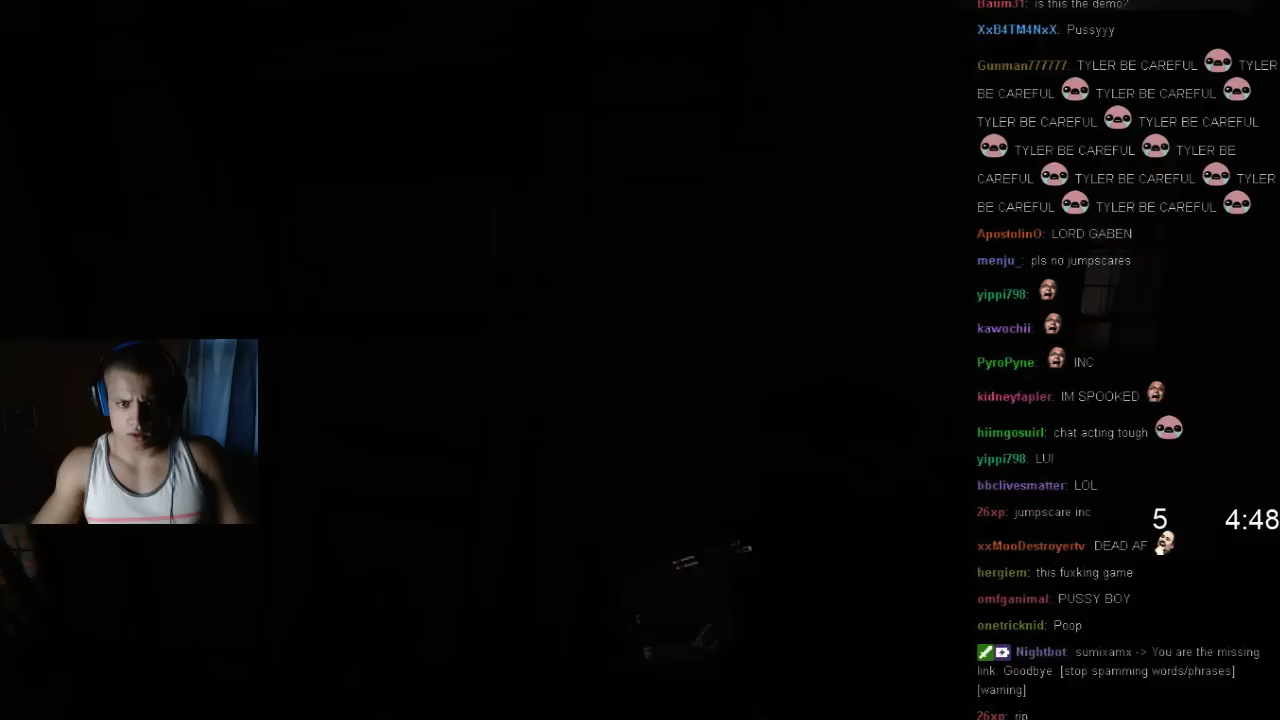 Baum31: is this the demo?
XxB4TM4NxX: Pussyyy
Gunman777777: TYLER BE CAREFUL TYLER
BE CAREFUL TYLER BE CAREFUL
TYLER BE CAREFUL TYLER BE CAREFUL
TYLER BE CAREFUL TYLER BE
CAREFUL TYLER BE CAREFUL TYLER
BE CAREFUL TYLER BE CAREFUL
ApostolinO: LORD GABEN
menju_: pls no jumpscares
yippi798:
kawochii:
PyroPyne: INC
kidneyfapler: IM SPOOKED
hiimgosuirl: chat acting tough
yippi798: LUI
bbclivesmatter: LOL
26xp: jumpscare inc
5 4:48
xxMooDestroyertv: DEAD AF
hergiem: this fuxking game
omfganimal: PUSSY BOY
onetricknid: Poop
Nightbot: sumixamx -> You are the missing
link. Goodbye. [stop spamming words/phrases]
[warning]
26xp: rip